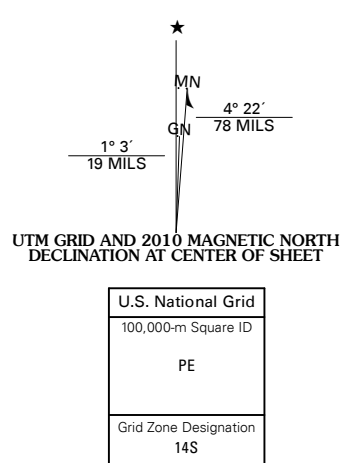 ★
MN
4° 22´
78 MILS
GN
1° 3´
19 MILS
UTM GRID AND 2010 MAGNETIC NORTH
DECLINATION AT CENTER OF SHEET
U.S. National Grid
100,000-m Square ID
PE
Grid Zone Designation
14S